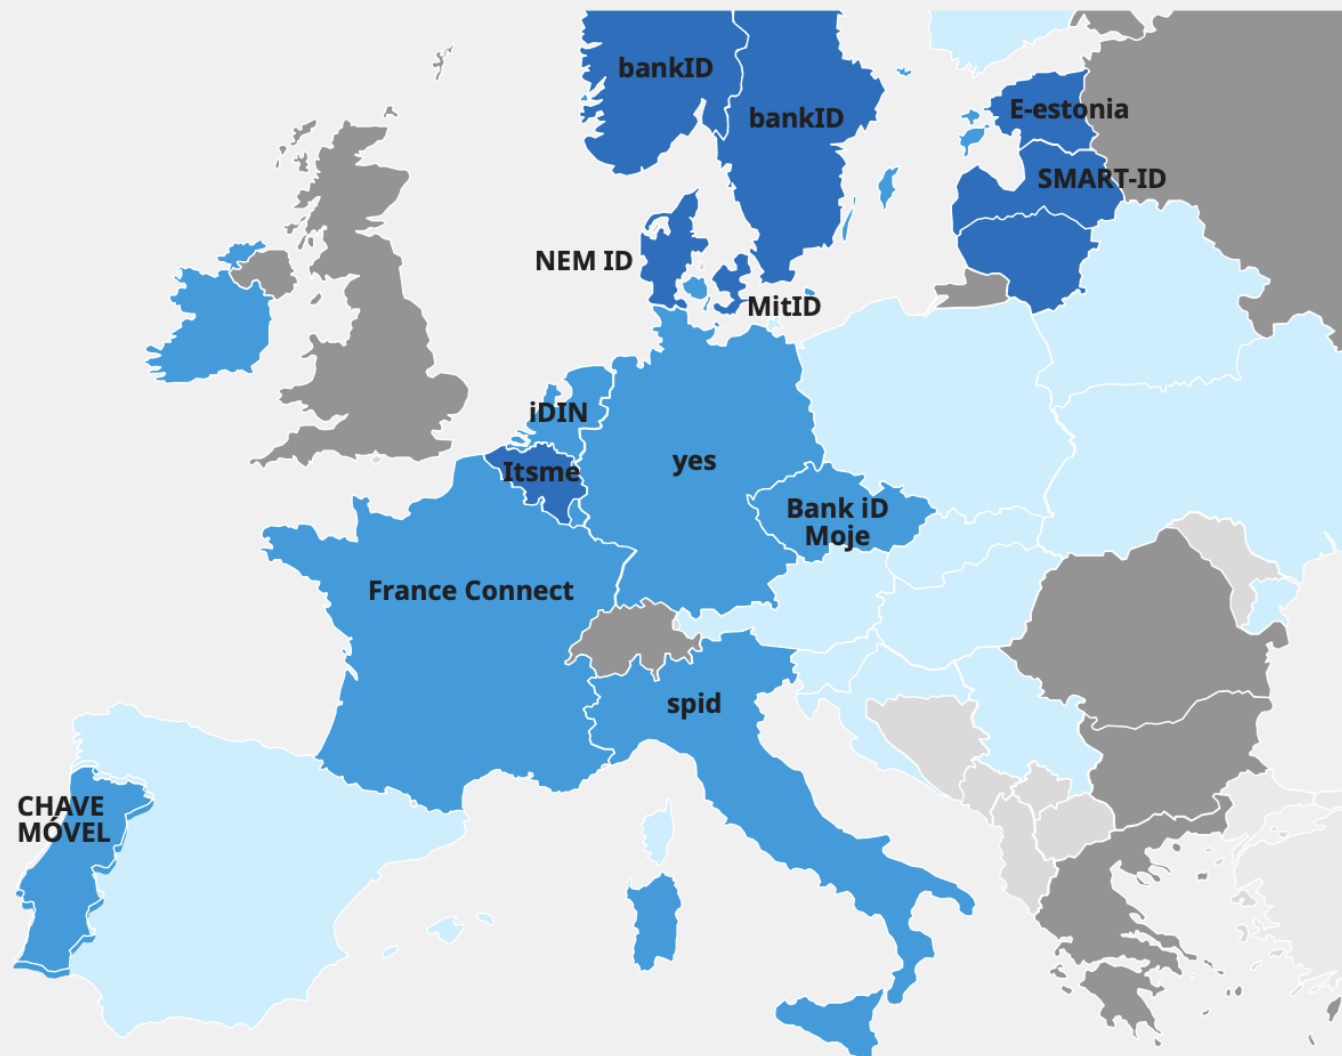 bankID
bankID
E-estonia
SMART-ID
NEM ID
MitID
iDIN
Itsme
yes
Bank iD
Moje
France Connect
spid
CHAVE
MÓVEL